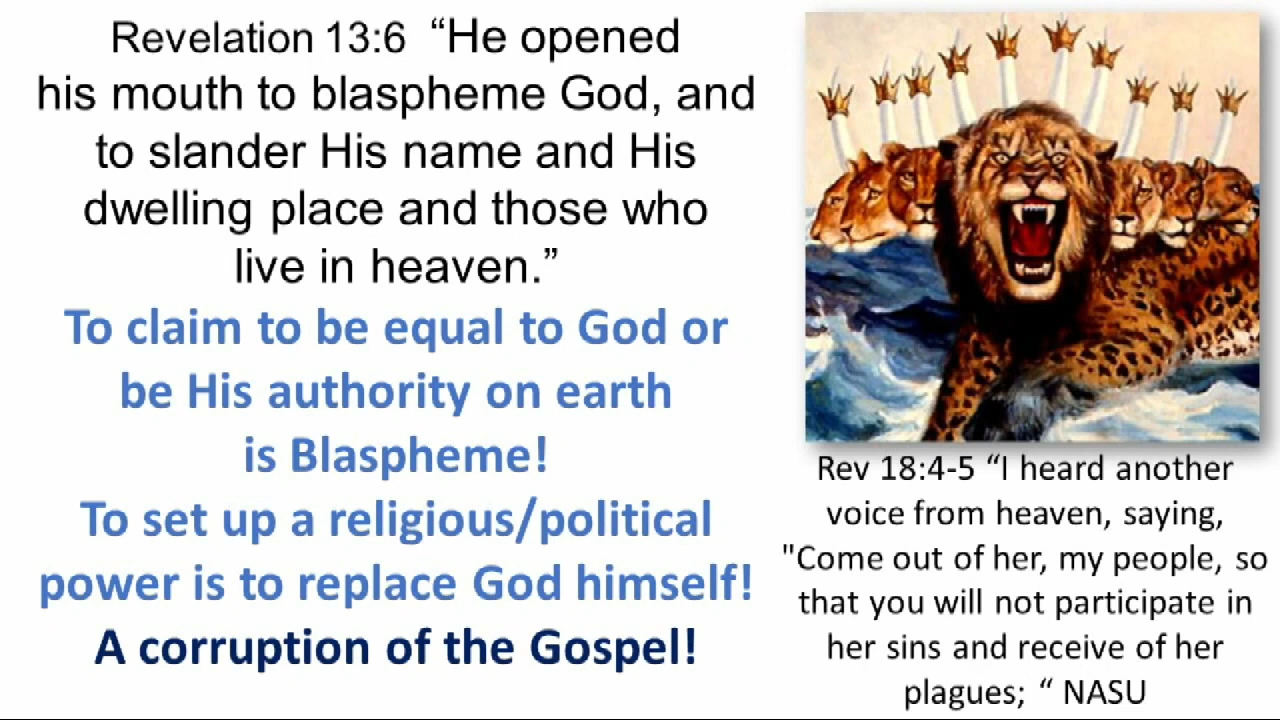 Revelation 13:6 “He opened
his mouth to blaspheme God, and
to slander His name and His
dwelling place and those who
live in heaven.”
To claim to be equal to God or
be His authority on earth
is Blaspheme!
To set up a religious/political
power is to replace God himself!
A corruption of the Gospel!
Rev 18:4-5 “I heard another
voice from heaven, saying,
"Come out of her, my people, so
that you will not participate in
her sins and receive of her
plagues; “ NASU